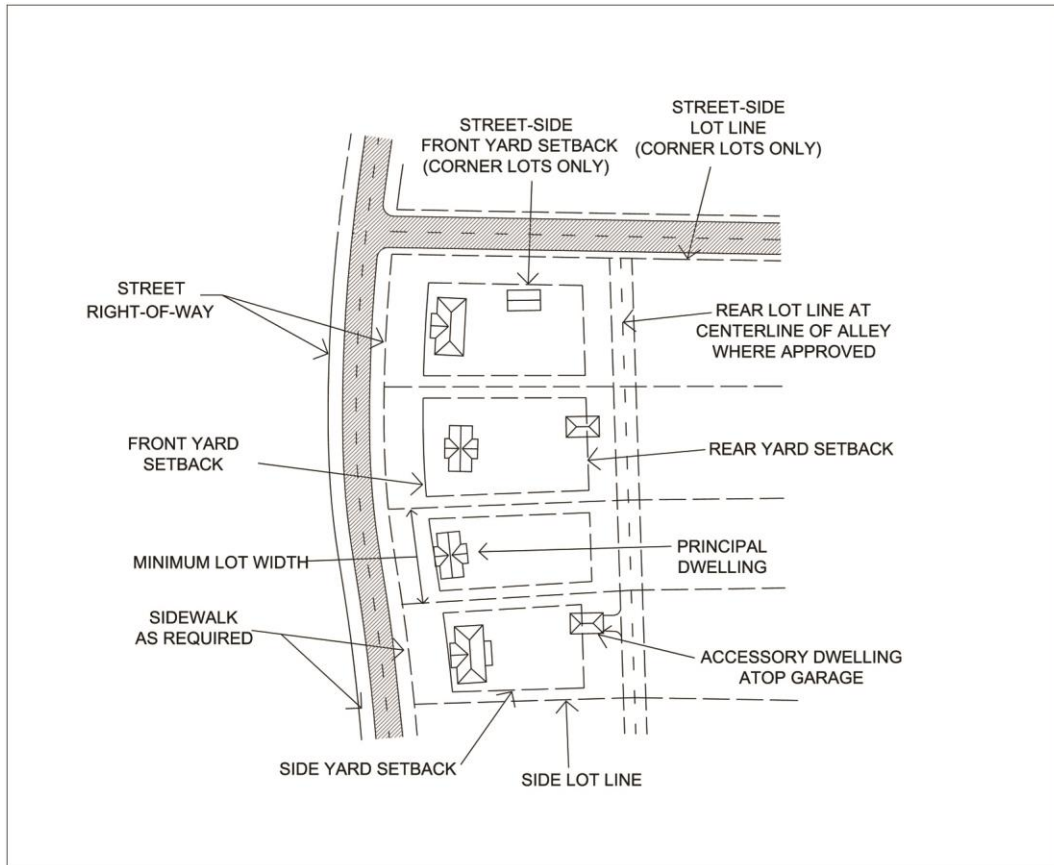 STREET-SIDE
FRONT YARD SETBACK
(CORNER LOTS ONLY)
STREET-SIDE
LOT LINE
(CORNER LOTS ONLY)
STREET
RIGHT-OF-WAY
REAR LOT LINE AT
CENTERLINE OF ALLEY
WHERE APPROVED
FRONT YARD
SETBACK
REAR YARD SETBACK
MINIMUM LOT WIDTH
PRINCIPAL
DWELLING
SIDEWALK
AS REQUIRED
ACCESSORY DWELLING
ATOP GARAGE
SIDE YARD SETBACK
SIDE LOT LINE